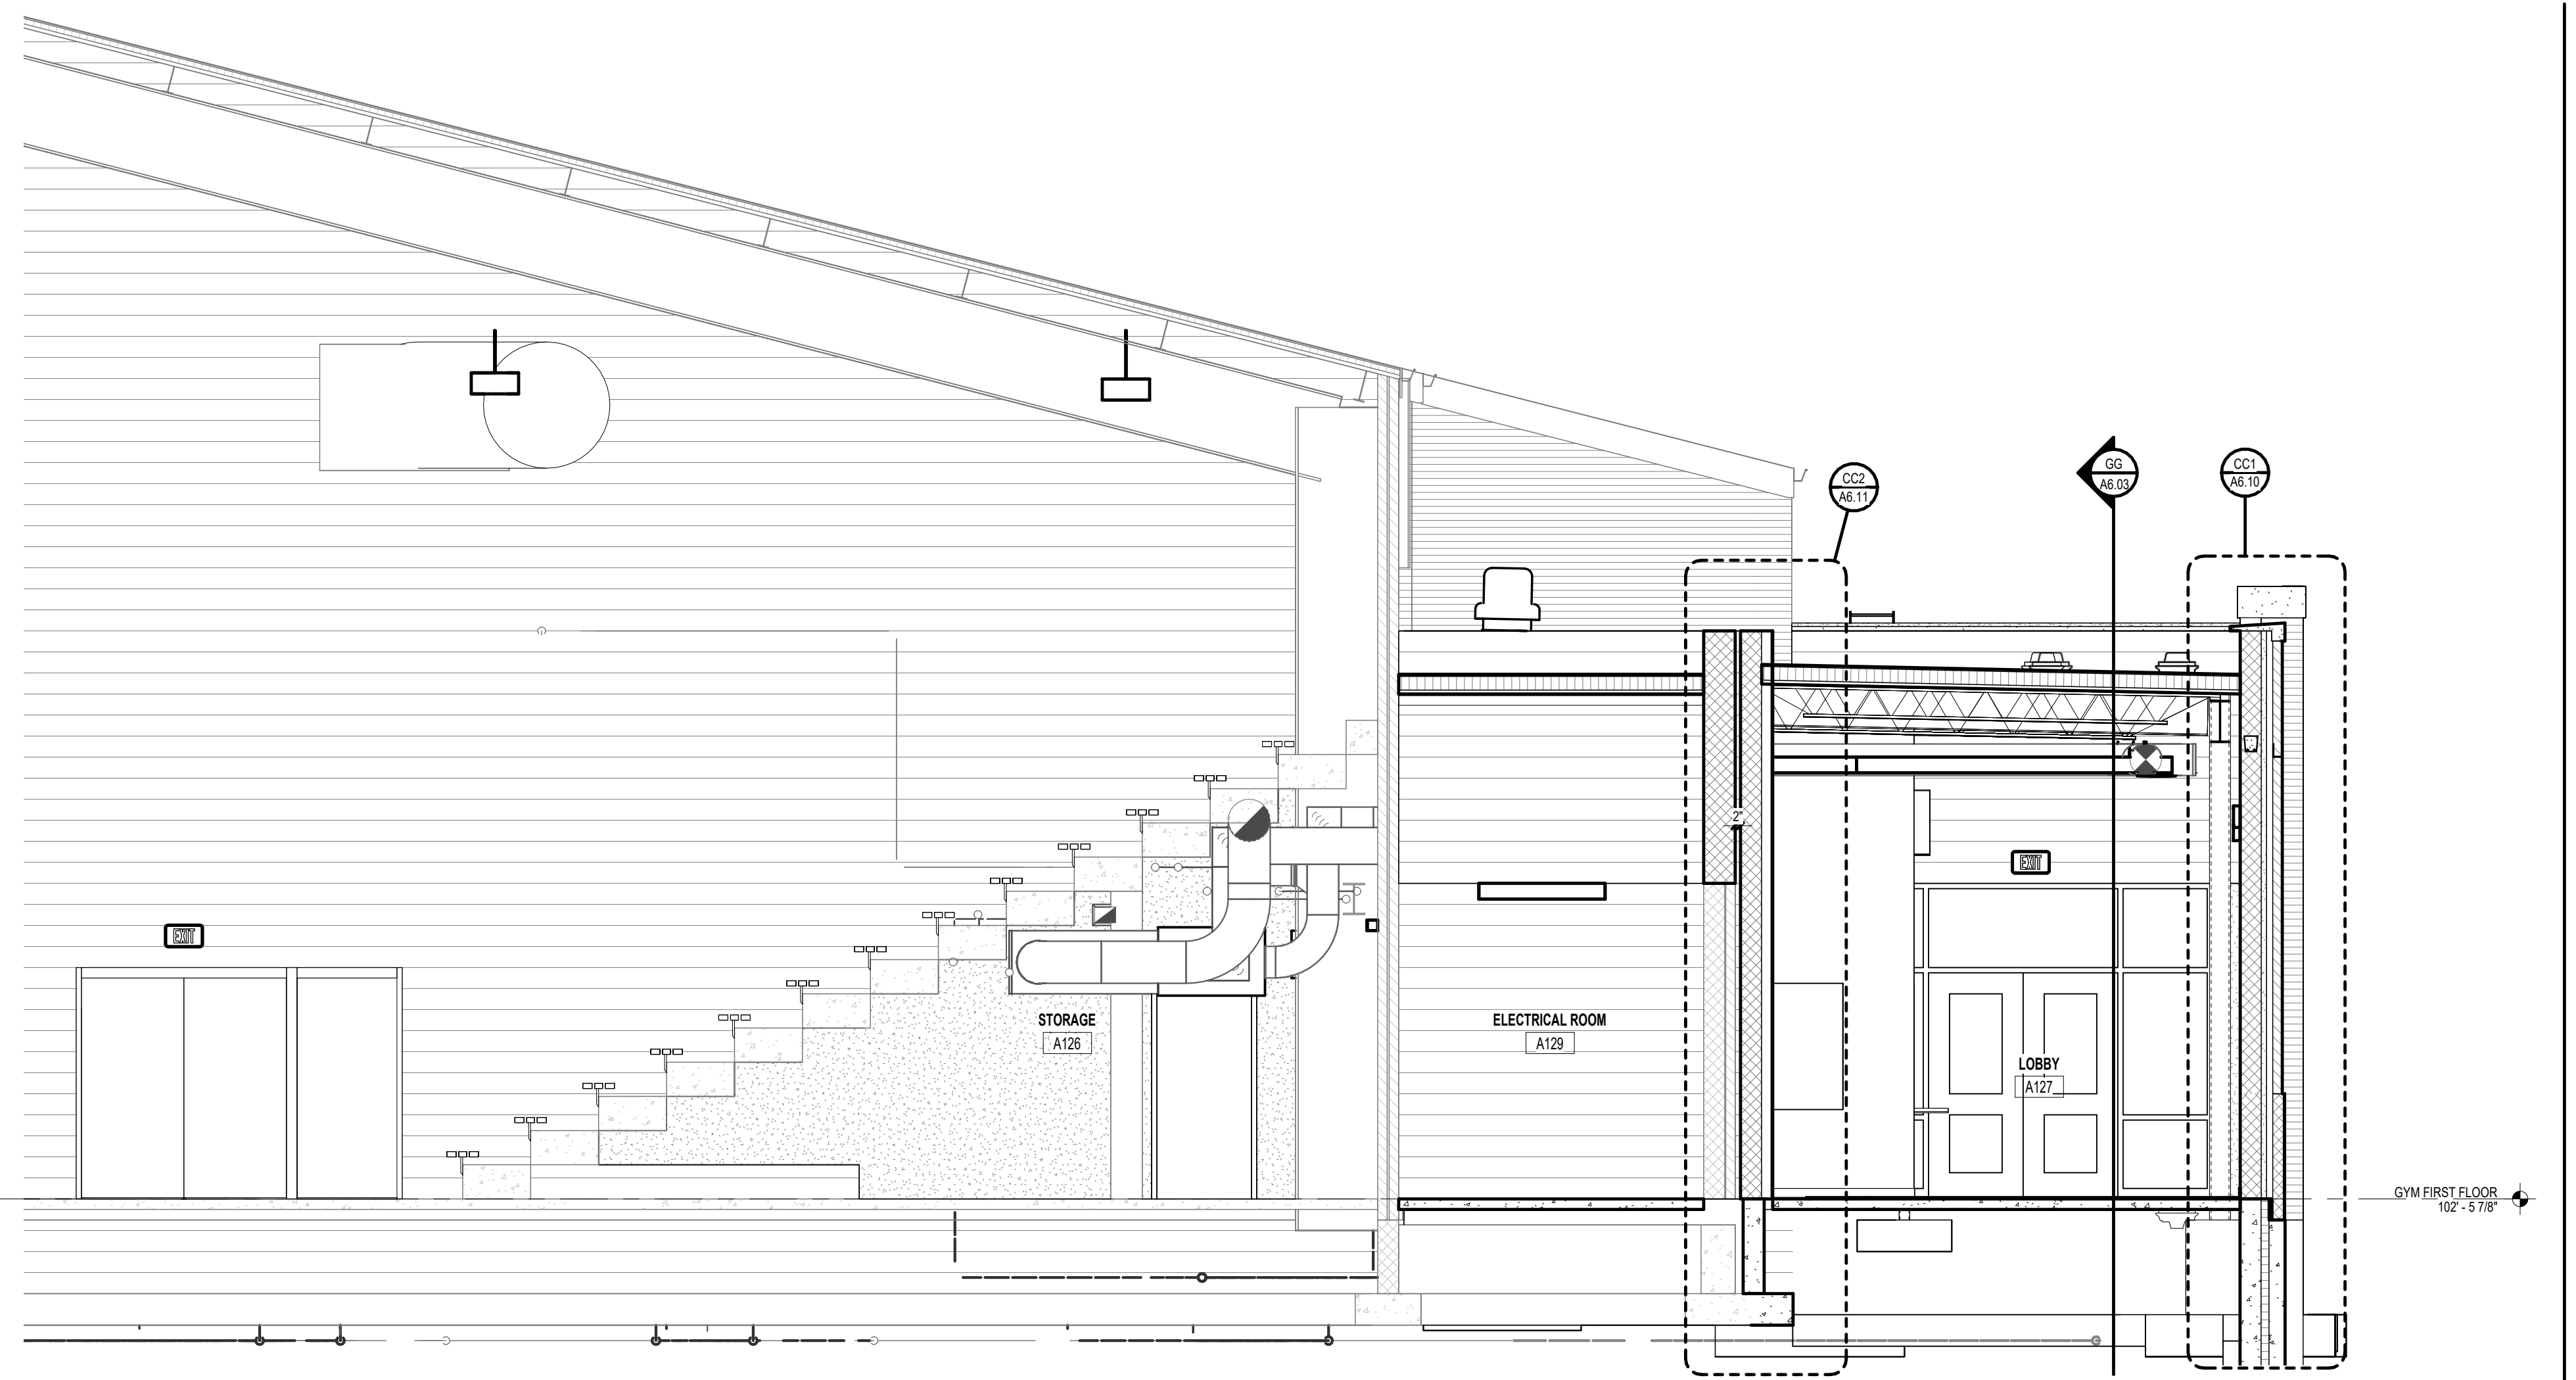 CC2
A6.11
GG
A6.03
CC1
A6.10
2"
EXIT
EXIT
STORAGE
A126
ELECTRICAL ROOM
A129
LOBBY
A127
GYM FIRST FLOOR
102' - 5 7/8"